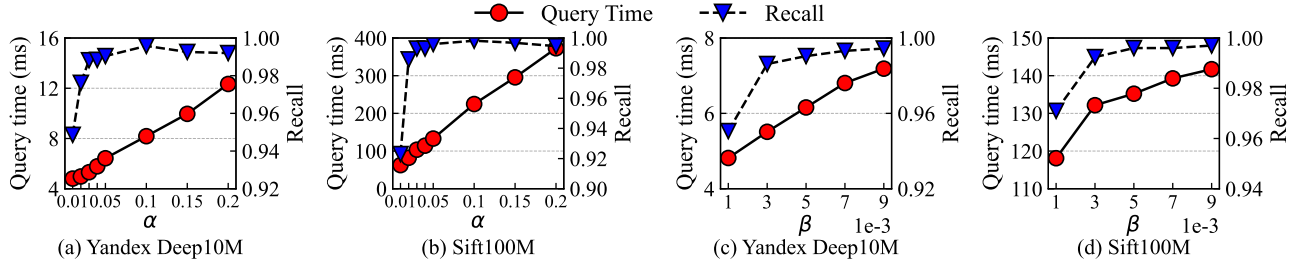 Query Time Recall
Query time (ms)
16
12
8
4
1.00
0.98
0.96
0.94
0.92
Recall
0.01 0.05 0.1 0.15 0.2
α
(a) Yandex Deep10M
Query time (ms)
400
300
200
100
0
1.00
0.98
0.96
0.94
0.92
0.90
Recall
0.01 0.05 0.1 0.15 0.2
α
(b) Sift100M
Query time (ms)
8
6
4
1.00
0.98
0.96
0.94
0.92
Recall
1 3 5 7 9
β 1e-3
(c) Yandex Deep10M
Query time (ms)
150
140
130
120
110
1.00
0.98
0.96
0.94
Recall
1 3 5 7 9
β 1e-3
(d) Sift100M